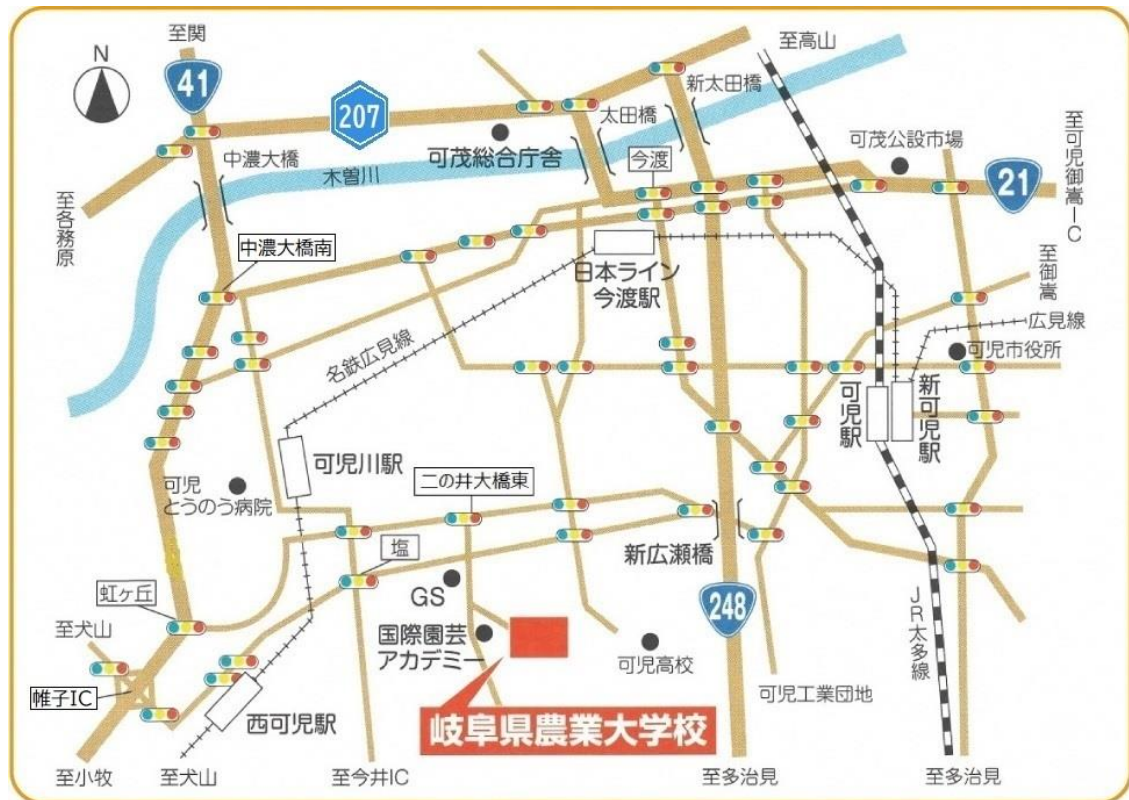 至関
N
41
207
至高山
新太田橋
太田橋
可茂公設市場
至可児御嵩IC
中濃大橋
可茂総合庁舎
今渡
木曽川
21
至各務原
中濃大橋南
日本ライン
今渡駅
至御嵩
広見線
名鉄広見線
可児市役所
可児駅
新可児駅
可児川駅
可児
とうのう病院
二の井大橋東
新広瀬橋
塩
GS
248
虹ヶ丘
至犬山
国際園芸
アカデミー
可児高校
JR太多線
帷子IC
可児工業団地
西可児駅
岐阜県農業大学校
至小牧
至犬山
至今井IC
至多治見
至多治見